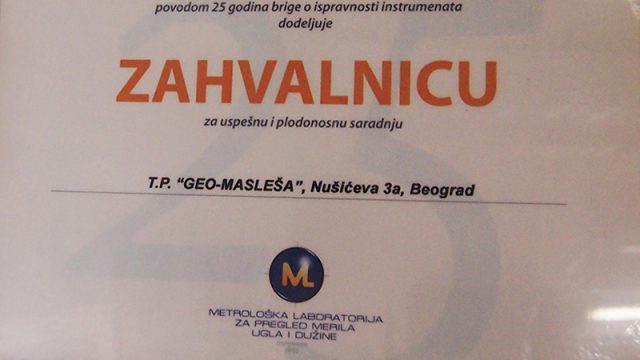 povodom 25 godina brige o ispravnosti instrumenata
dodeljuje
ZAHVALNICU
za uspešnu i plodonosnu saradnju
T.P. “GEO-MASLEŠA”, Nušićeva 3a, Beograd
25
ML
METROLOŠKA LABORATORIJA
ZA PREGLED MERILA
UGLA I DUŽINE